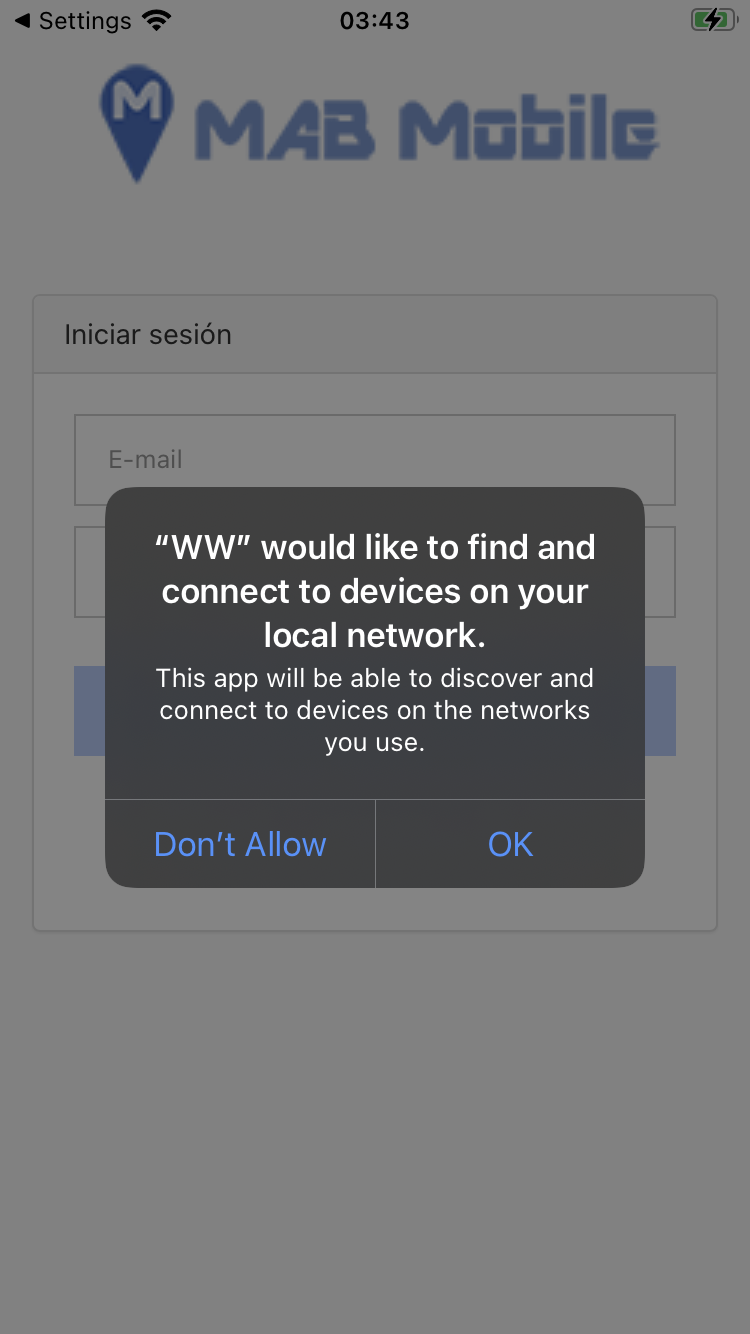 Settings
03:43
M MAB Mobile
Iniciar sesión
E-mail
“WW” would like to find and
connect to devices on your
local network.
This app will be able to discover and
connect to devices on the networks
you use.
Don’t Allow
OK